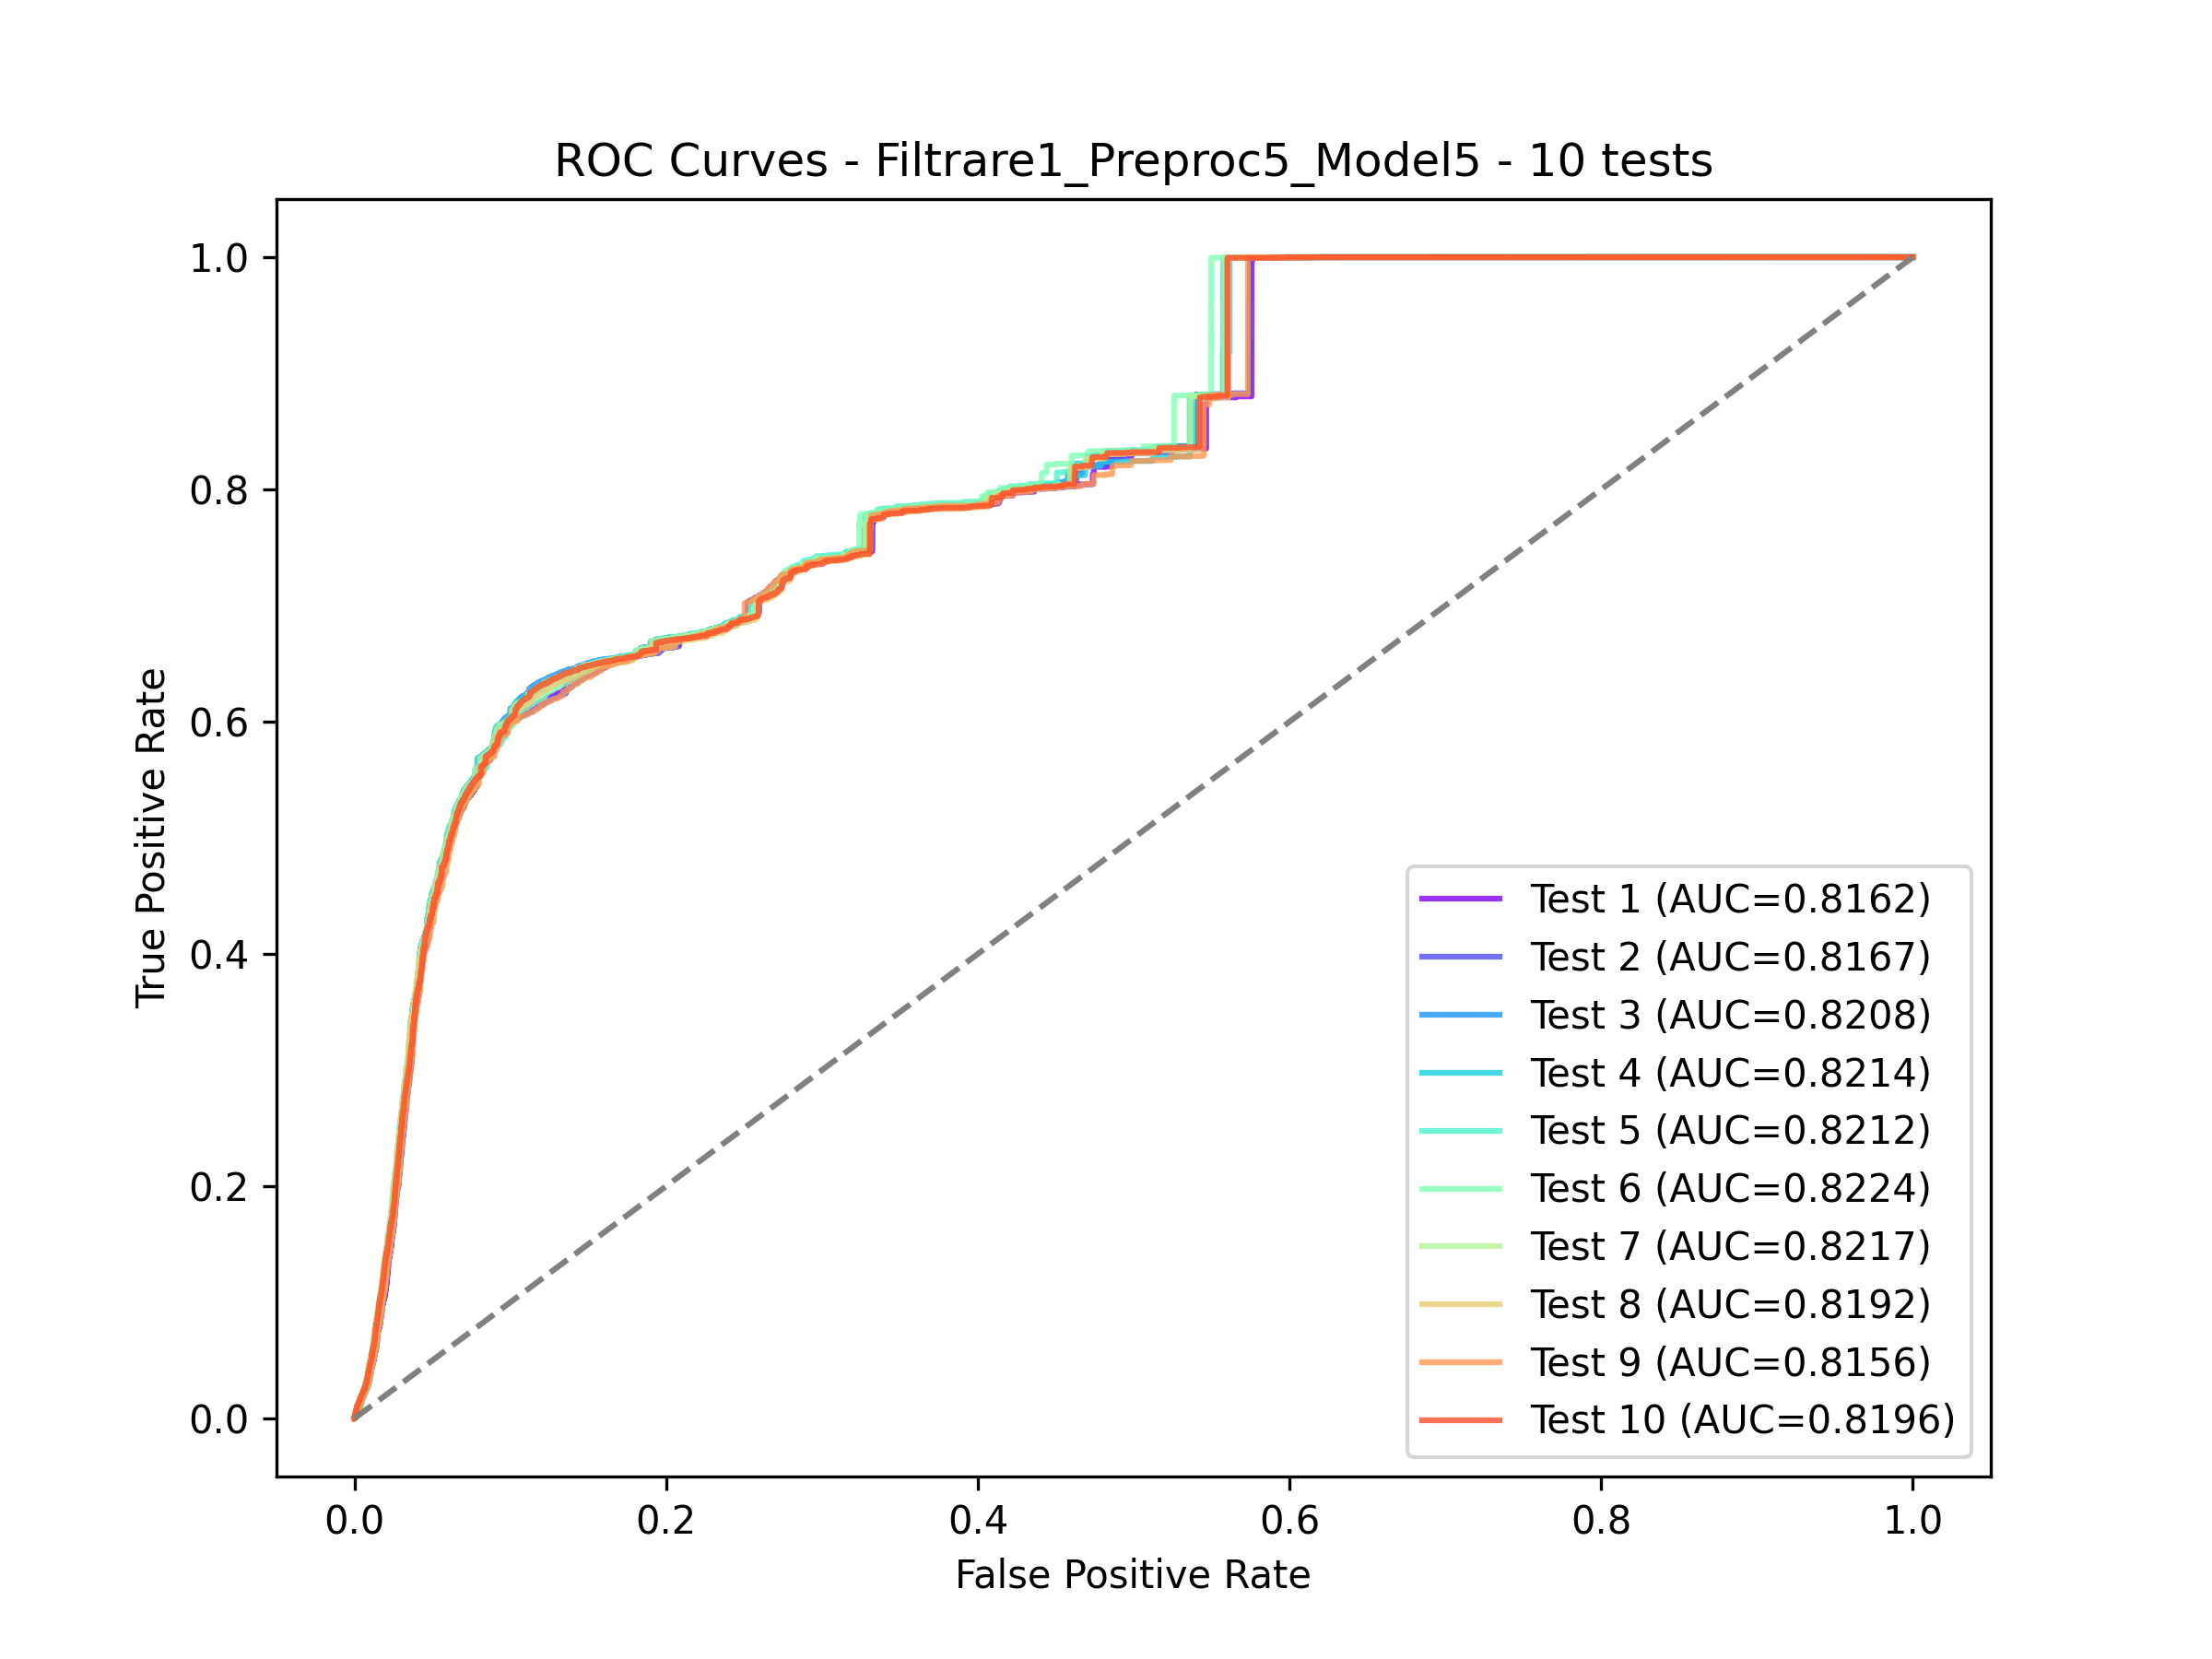 ROC Curves - Filtrare1_Preproc5_Model5 - 10 tests
True Positive Rate
1.0
0.8
0.6
0.4
0.2
0.0
Test 1 (AUC=0.8162)
Test 2 (AUC=0.8167)
Test 3 (AUC=0.8208)
Test 4 (AUC=0.8214)
Test 5 (AUC=0.8212)
Test 6 (AUC=0.8224)
Test 7 (AUC=0.8217)
Test 8 (AUC=0.8192)
Test 9 (AUC=0.8156)
Test 10 (AUC=0.8196)
0.0 0.2 0.4 0.6 0.8 1.0
False Positive Rate